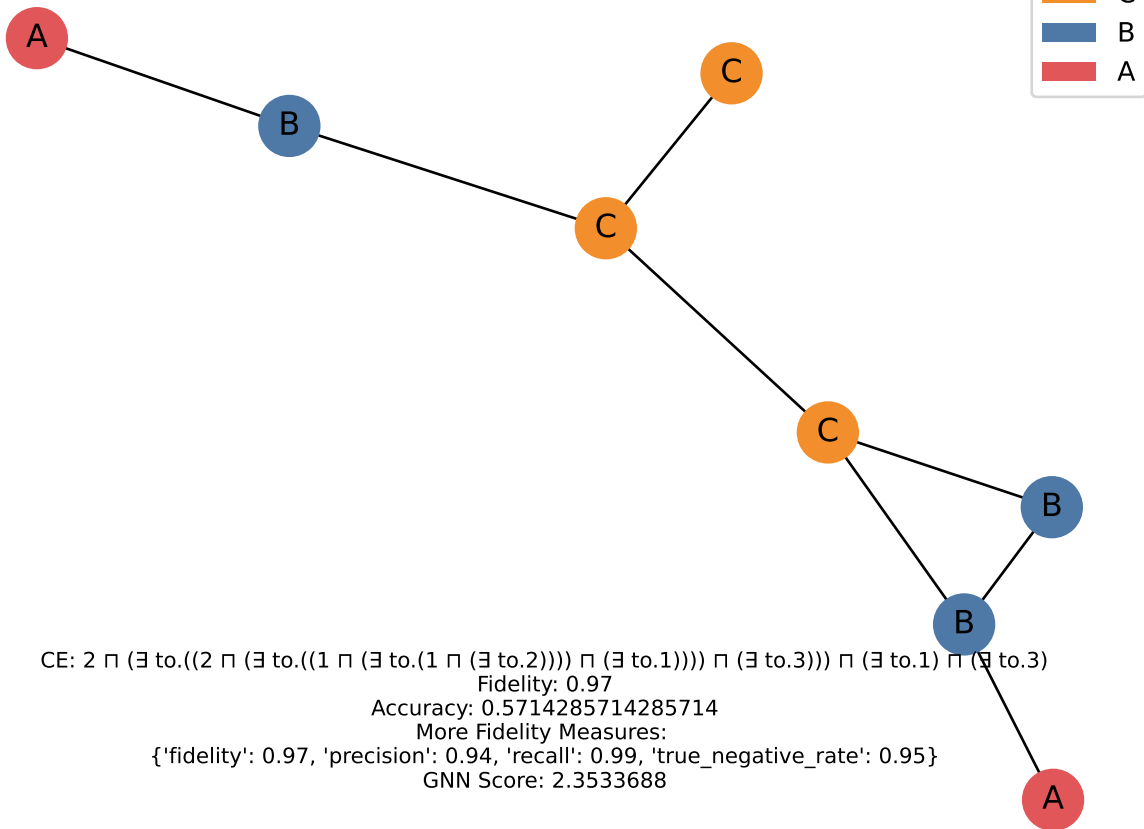 C
B
A
A
B
C
C
C
B
B
CE: 2 ⊓ (∃ to.((2 ⊓ (∃ to.((1 ⊓ (∃ to.(1 ⊓ (∃ to.2)))) ⊓ (∃ to.1)))) ⊓ (∃ to.3))) ⊓ (∃ to.1) ⊓ (∃ to.3)
Fidelity: 0.97
Accuracy: 0.5714285714285714
More Fidelity Measures:
{'fidelity': 0.97, 'precision': 0.94, 'recall': 0.99, 'true_negative_rate': 0.95}
GNN Score: 2.3533688
A